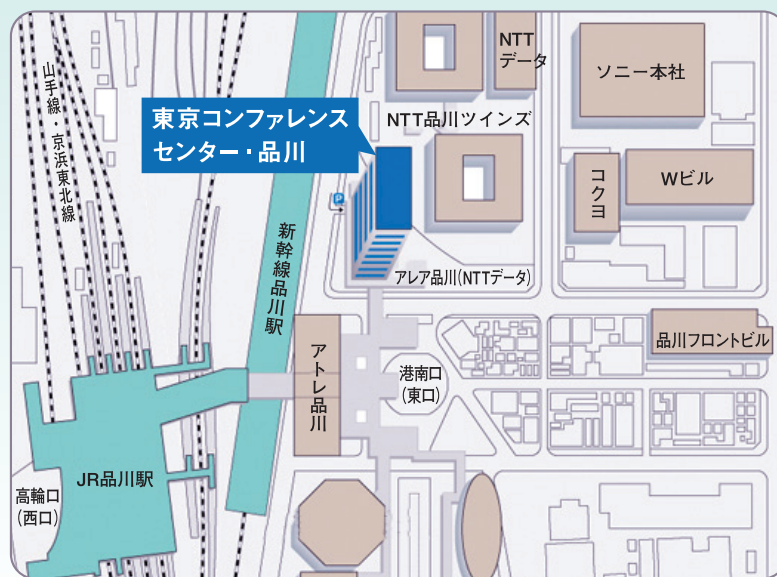 山手線・京浜東北線
東京コンファレンス
センター・品川
NTT
データ
ソニー本社
NTT品川ツインズ
コクヨ
Wビル
P
新幹線品川駅
アレア品川(NTTデータ)
アトレ品川
港南口
(東口)
品川フロントビル
JR品川駅
高輪口
(西口)